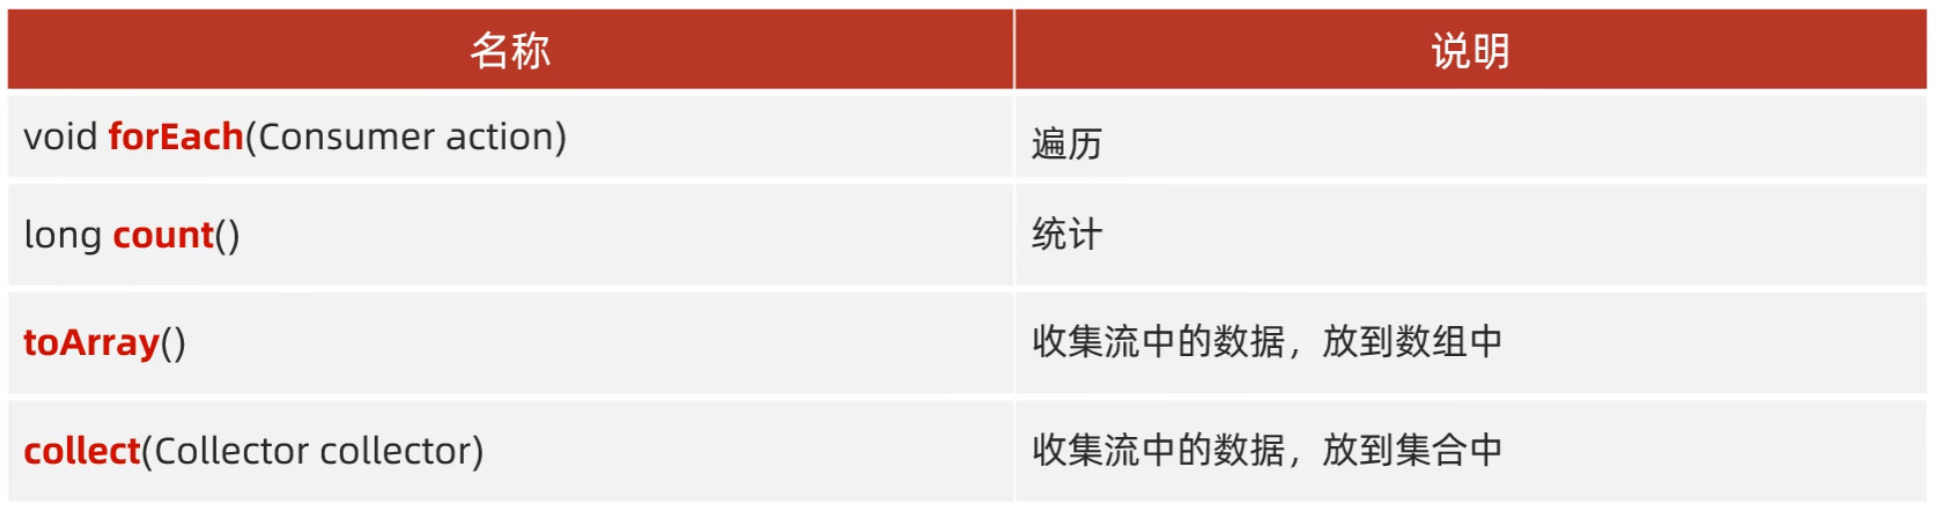 名称 说明
void forEach(Consumer action) 遍历
long count() 统计
toArray() 收集流中的数据，放到数组中
collect(Collector collector) 收集流中的数据，放到集合中